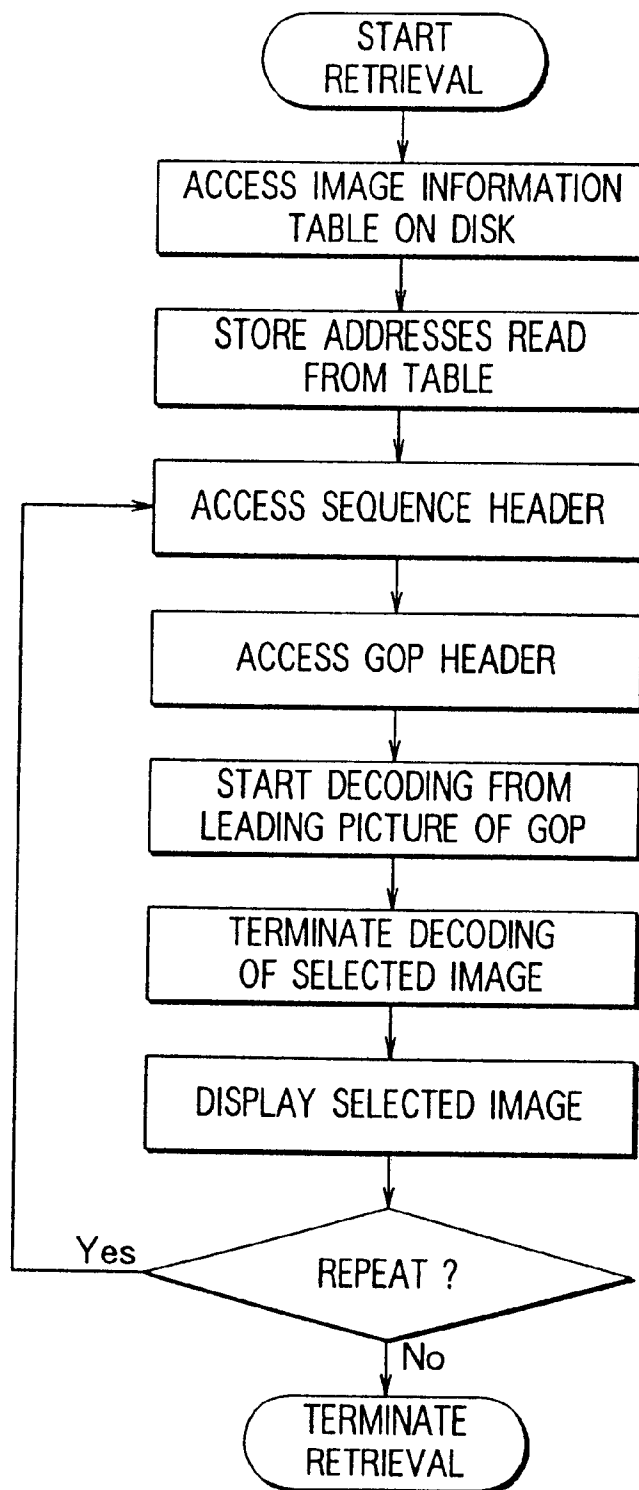 START
RETRIEVAL
ACCESS IMAGE INFORMATION
TABLE ON DISK
STORE ADDRESSES READ
FROM TABLE
ACCESS SEQUENCE HEADER
ACCESS GOP HEADER
START DECODING FROM
LEADING PICTURE OF GOP
TERMINATE DECODING
OF SELECTED IMAGE
DISPLAY SELECTED IMAGE
REPEAT ?
Yes
No
TERMINATE
RETRIEVAL